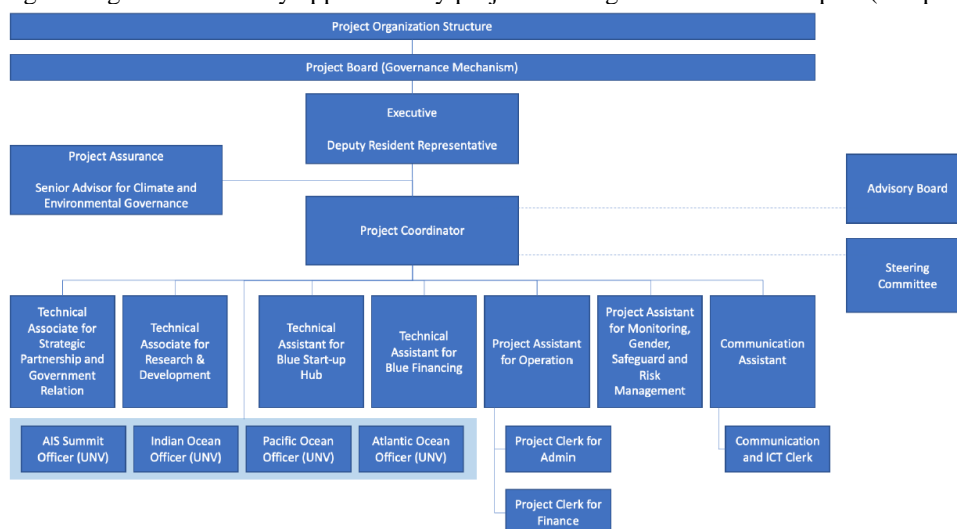 Project Organization Structure
Project Board (Governance Mechanism)
Executive
Deputy Resident Representative
Project Assurance
Senior Advisor for Climate and
Environmental Governance
Advisory Board
Project Coordinator
Steering
Committee
Technical
Associate for
Strategic
Partnership and
Government
Relation
Technical
Associate for
Research &
Development
Technical
Assistant for
Blue Start-up
Hub
Technical
Assistant for
Blue Financing
Project Assistant
for Operation
Project Assistant
for Monitoring,
Gender,
Safeguard and
Risk
Management
Communication
Assistant
AIS Summit
Officer (UNV)
Indian Ocean
Officer (UNV)
Pacific Ocean
Officer (UNV)
Atlantic Ocean
Officer (UNV)
Project Clerk for
Admin
Communication
and ICT Clerk
Project Clerk for
Finance